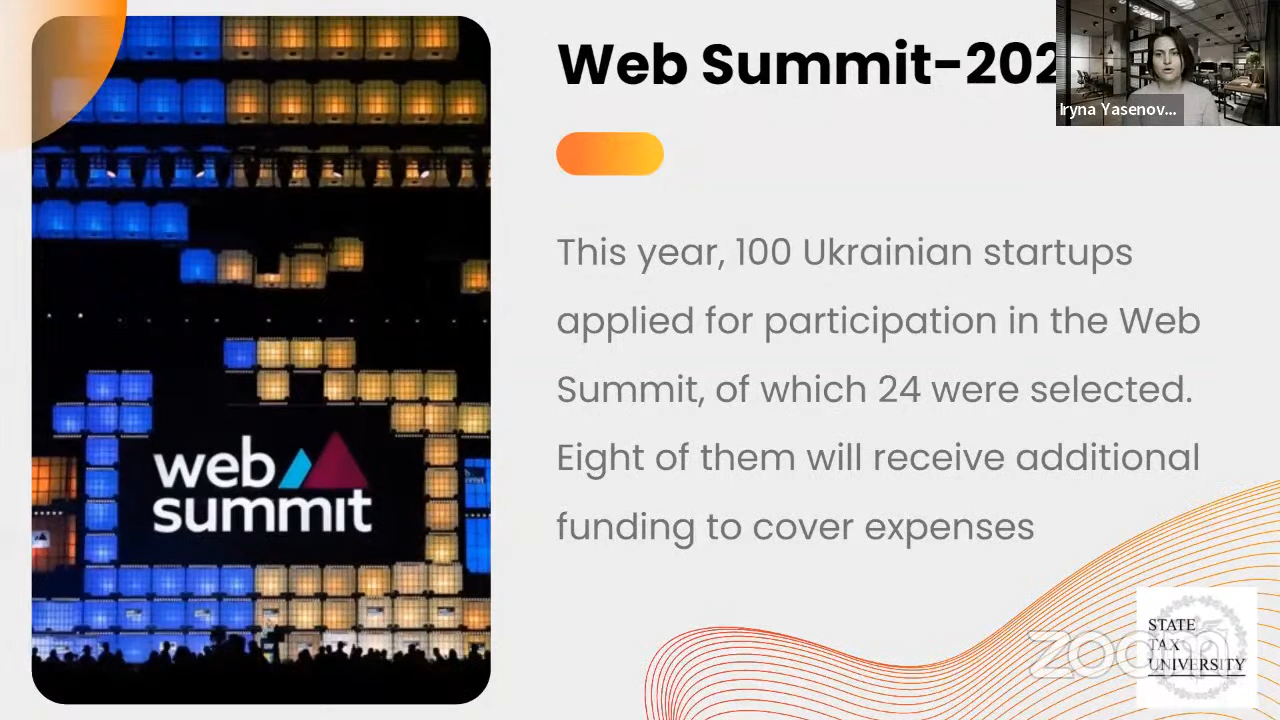 Web Summit-202
Iryna Yasenov...
This year, 100 Ukrainian startups
applied for participation in the Web
Summit, of which 24 were selected.
Eight of them will receive additional
funding to cover expenses
web
summit
zoom
STATE
TAX
UNIVERSITY